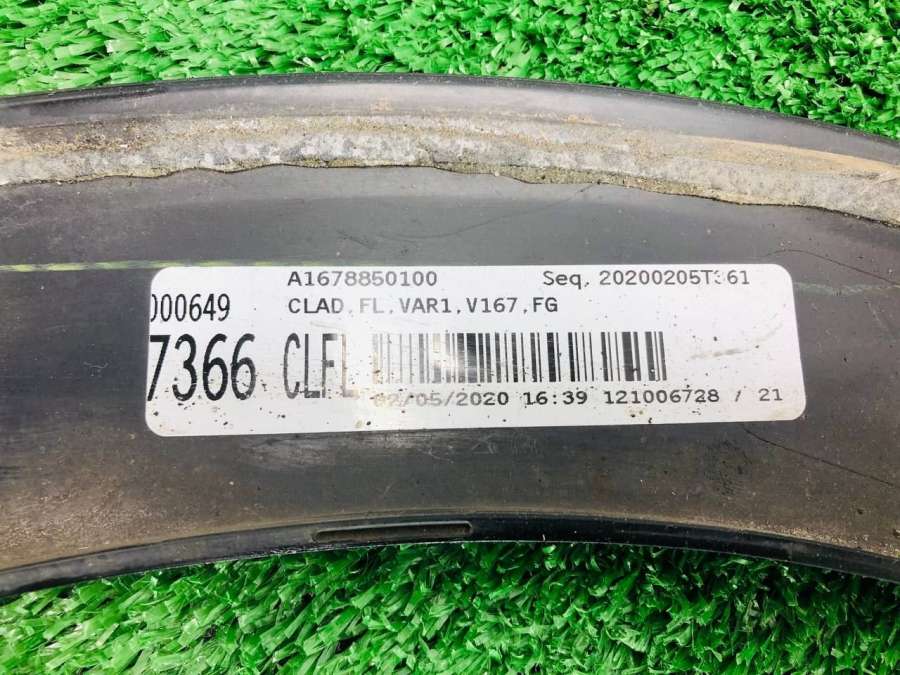 A1678850100 Seq. 20200205T361
000649 CLAD,FL,VAR1,V167,FG
7366 CLFL
02/05/2020 16:39 121006728 / 21